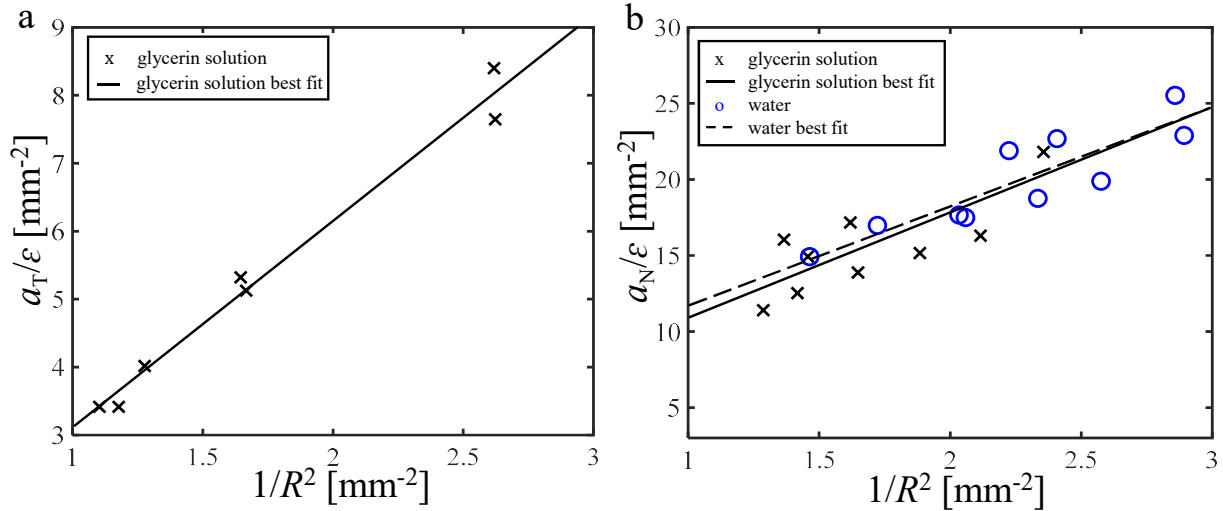 a
9
8
7
6
5
4
3
a_T/ε [mm⁻²]
x glycerin solution
glycerin solution best fit
1 1.5 2 2.5 3
1/R² [mm⁻²]
b
30
25
20
15
10
5
a_N/ε [mm⁻²]
x glycerin solution
glycerin solution best fit
o water
water best fit
1 1.5 2 2.5 3
1/R² [mm⁻²]